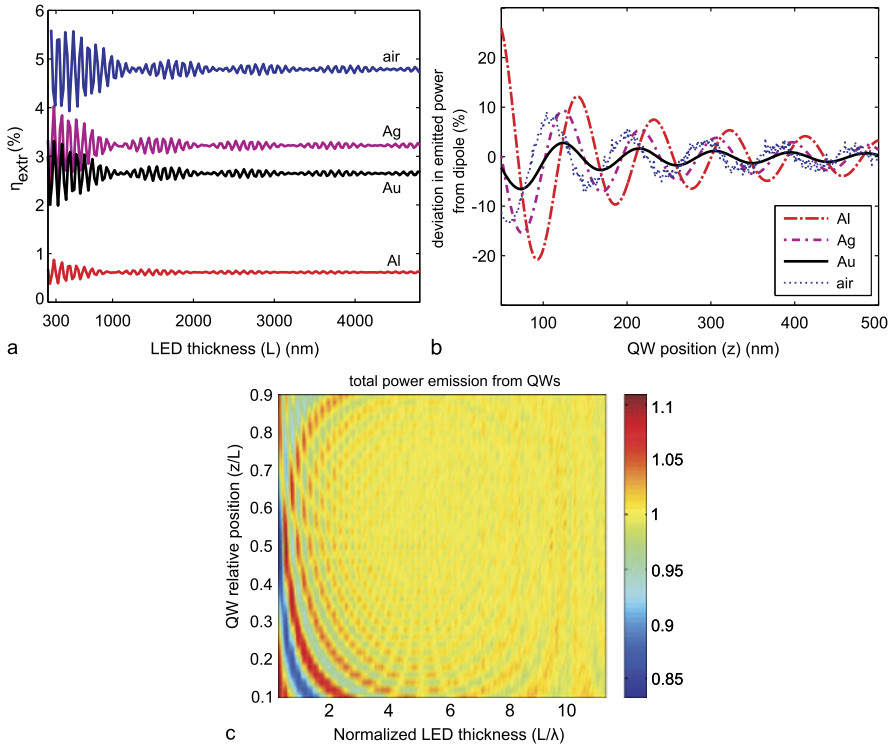 6
5
4
3
2
1
0
η_extr (%)
air
Ag
Au
Al
300 1000 2000 3000 4000
LED thickness (L) (nm)
a
30
20
10
0
-10
-20
deviation in emitted power
from dipole (%)
Al
Ag
Au
air
100 200 300 400 500
QW position (z) (nm)
b
total power emission from QWs
0.9
0.8
0.7
0.6
0.5
0.4
0.3
0.2
0.1
QW relative position (z/L)
2 4 6 8 10
Normalized LED thickness (L/λ)
1.1
1.05
1
0.95
0.9
0.85
c